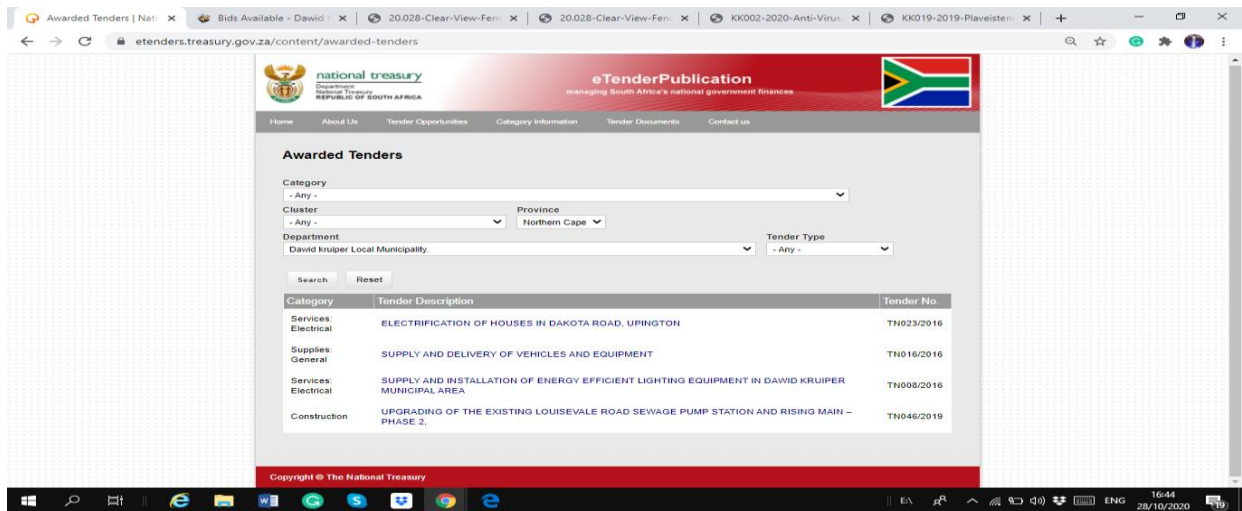 Awarded Tenders | Nati
Bids Available - Dawid
20.028-Clear-View-Fen
20.028-Clear-View-Fen
KK002-2020-Anti-Virus
KK019-2019-Plaveisten
etenders.treasury.gov.za/content/awarded-tenders
national treasury
Department:
National Treasury
REPUBLIC OF SOUTH AFRICA
eTenderPublication
managing South Africa's national government finances
Home About Us Tender Opportunities Category Information Tender Documents Contact us
Awarded Tenders
Category
- Any -
Cluster Province
- Any - Northern Cape
Department Tender Type
Dawid kruiper Local Municipality. - Any -
Search Reset
Category Tender Description Tender No.
Services:
Electrical
ELECTRIFICATION OF HOUSES IN DAKOTA ROAD, UPINGTON TN023/2016
Supplies:
General
SUPPLY AND DELIVERY OF VEHICLES AND EQUIPMENT TN016/2016
Services:
Electrical
SUPPLY AND INSTALLATION OF ENERGY EFFICIENT LIGHTING EQUIPMENT IN DAWID KRUIPER
MUNICIPAL AREA
TN008/2016
Construction
UPGRADING OF THE EXISTING LOUISEVALE ROAD SEWAGE PUMP STATION AND RISING MAIN –
PHASE 2,
TN046/2019
Copyright © The National Treasury
E:\ ENG
16:44
28/10/2020
19